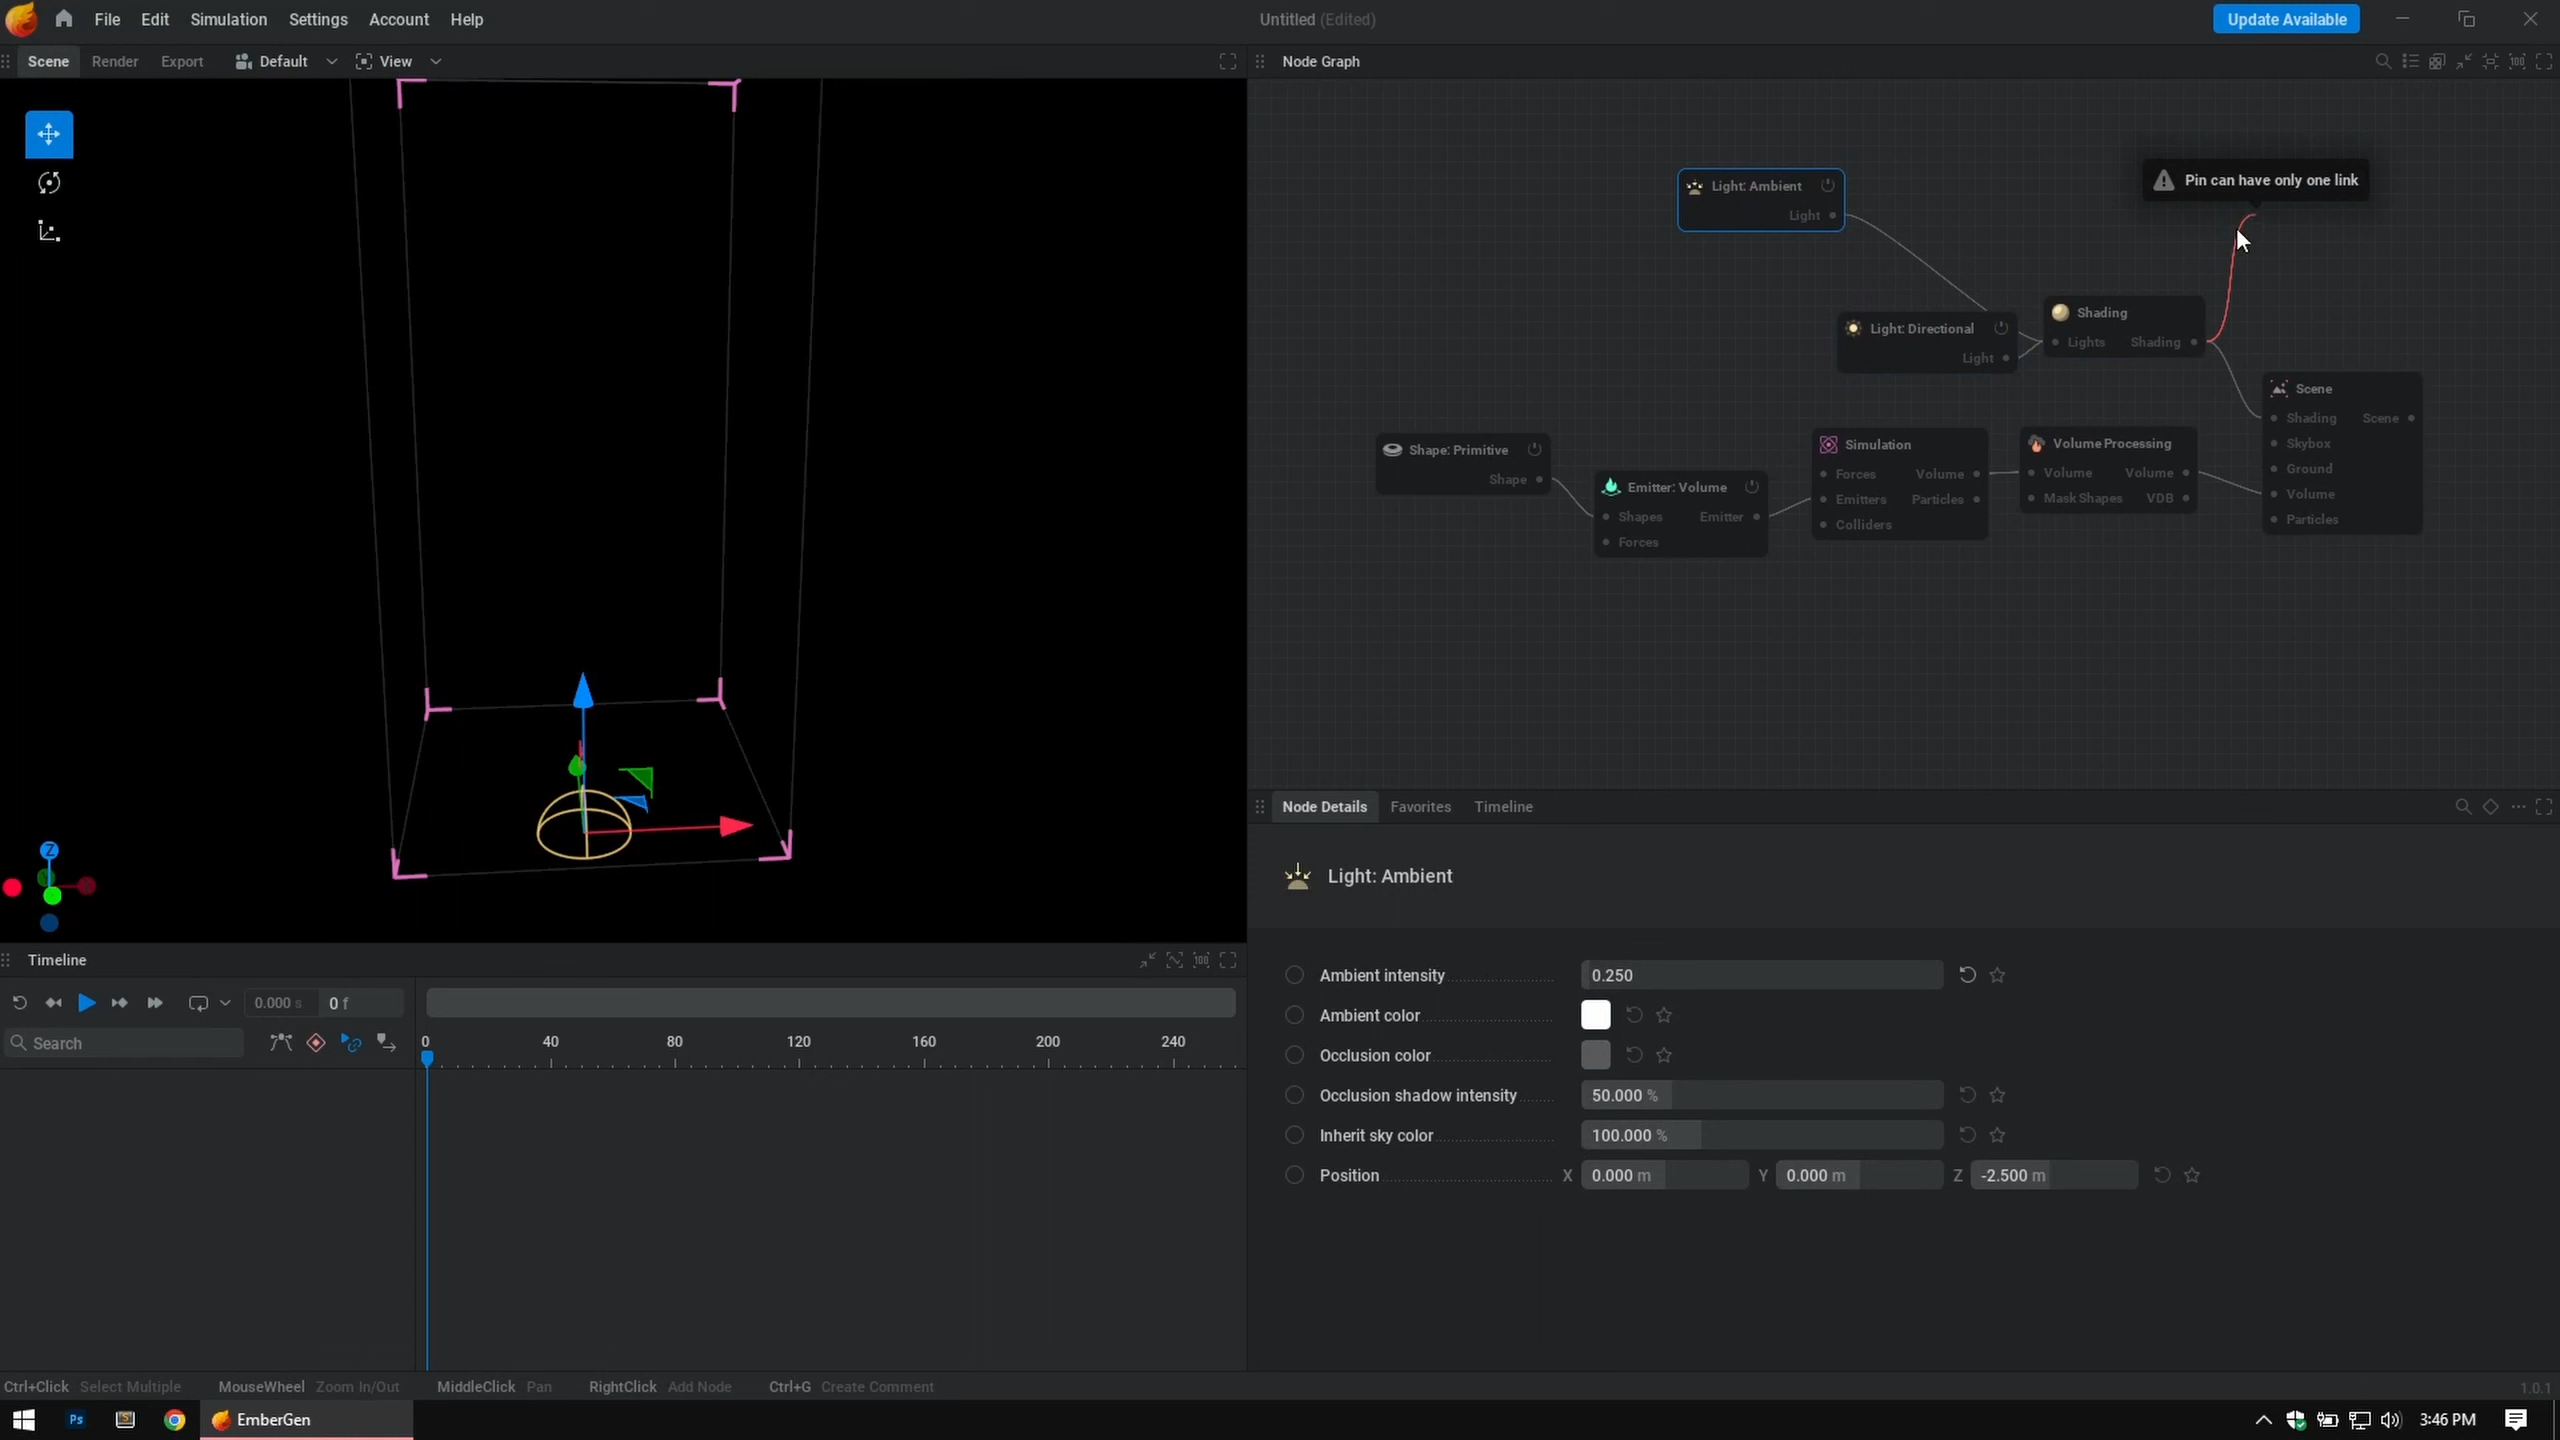 File Edit Simulation Settings Account Help Untitled (Edited) Update Available
Scene Render Export Default View
Node Graph
Pin can have only one link
Light: Ambient
Light
Light: Directional
Light
Shading
Lights Shading
Scene
Shading Scene
Skybox
Ground
Volume
Particles
Shape: Primitive
Shape
Emitter: Volume
Shapes Emitter
Forces
Simulation
Forces Volume
Emitters Particles
Colliders
Volume Processing
Volume Volume
Mask Shapes VDB
Z
Node Details Favorites Timeline
Light: Ambient
Ambient intensity 0.250
Ambient color
Occlusion color
Occlusion shadow intensity 50.000 %
Inherit sky color 100.000 %
Position X 0.000 m Y 0.000 m Z -2.500 m
Timeline
0.000 s 0 f
Search
0 40 80 120 160 200 240
Ctrl+Click Select Multiple MouseWheel Zoom In/Out MiddleClick Pan RightClick Add Node Ctrl+G Create Comment 1.0.1
Ps EmberGen 3:46 PM